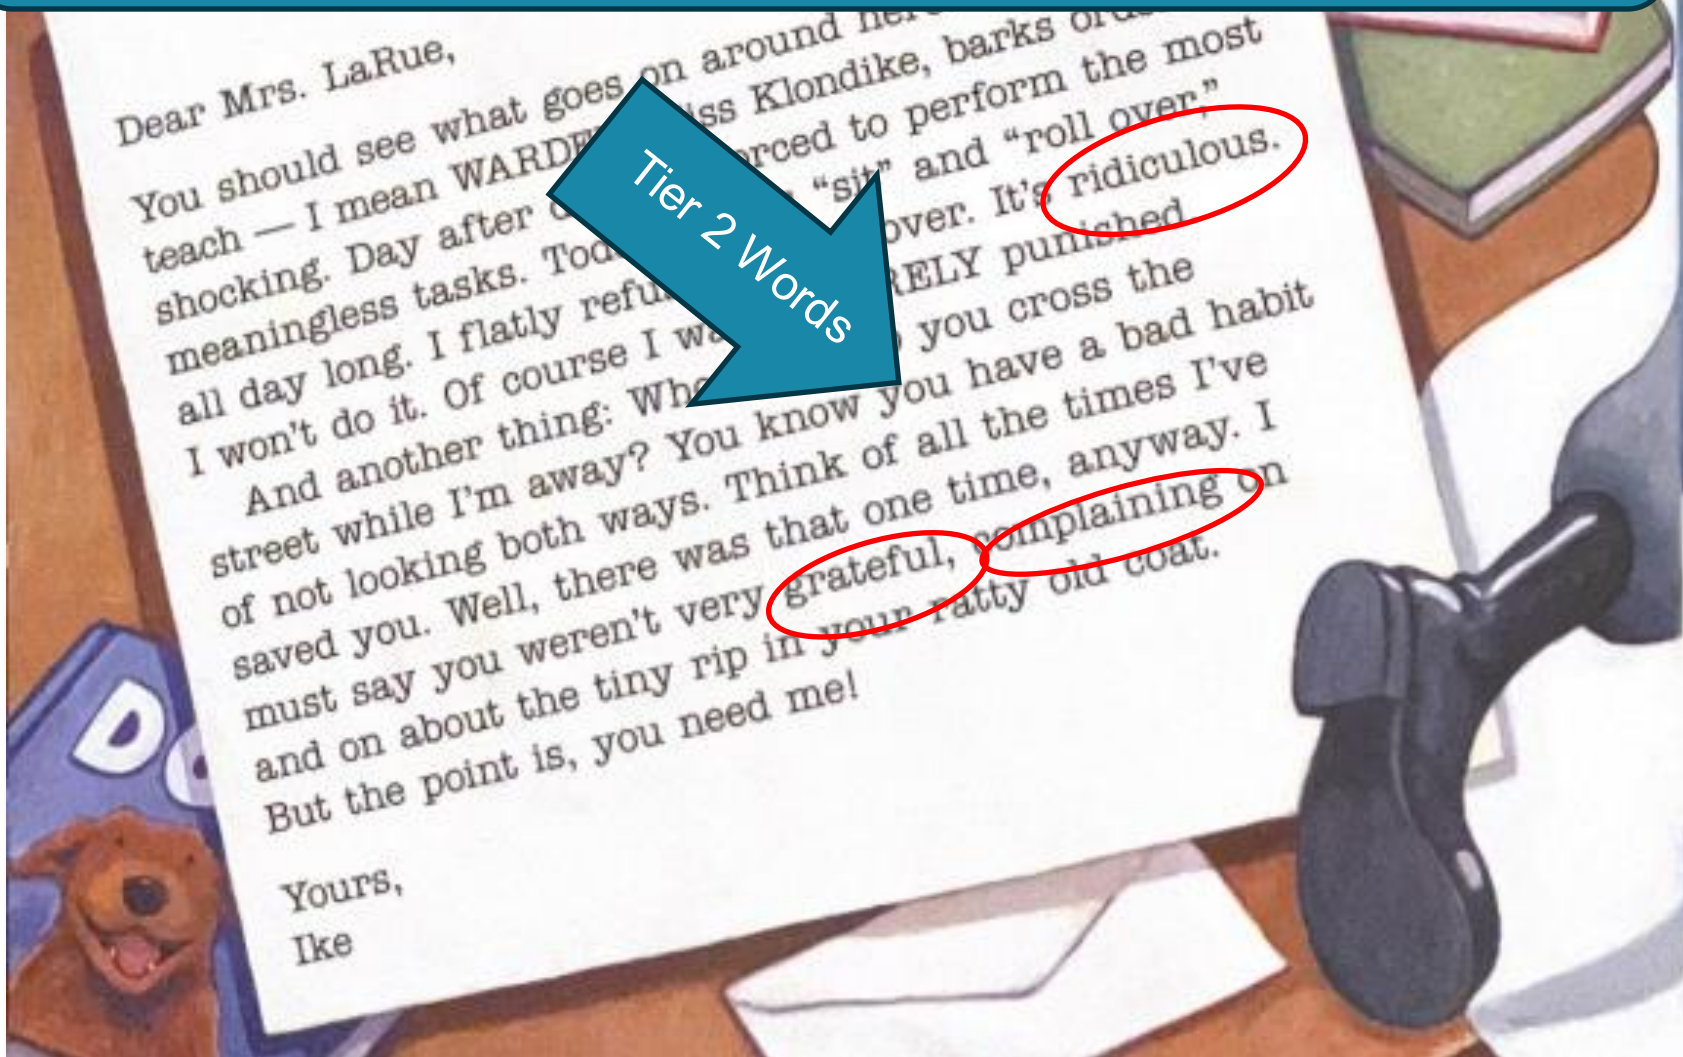 Dear Mrs. LaRue,
You should see what goes on around
teach — I mean Klondike, barks
shocking. Day after to perform the most
meaningless tasks. "sit" and "roll over,"
all day long. I flatly over. It's ridiculous.
I won't do it. Of course I punished.
And another thing: you cross the
street while I'm away? You know you have a bad habit
of not looking both ways. Think of all the times I've
saved you. Well, there was that one time, anyway. I
must say you weren't very grateful, complaining on
and on about the tiny rip in your ratty old coat.
But the point is, you need me!
Yours,
Ike
Tier 2 Words